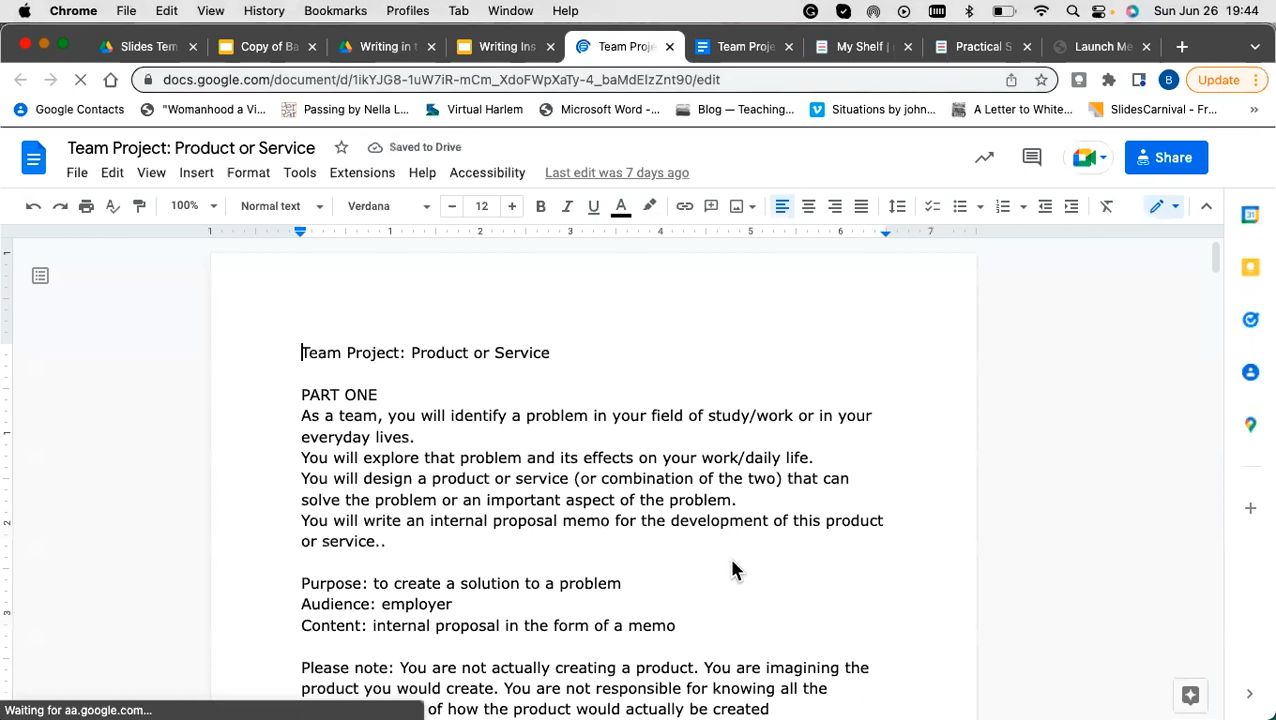 Chrome File Edit View History Bookmarks Profiles Tab Window Help Sun Jun 26 19:44
Slides Tem Copy of Ba Writing in t Writing Ins Team Proje Team Proje My Shelf | Practical S Launch Me
docs.google.com/document/d/1ikYJG8-1uW7iR-mCm_XdoFWpXaTy-4_baMdEIzZnt90/edit B Update
Google Contacts "Womanhood a Vi... Passing by Nella L... Virtual Harlem Microsoft Word -... Blog — Teaching... Situations by john... A Letter to White... SlidesCarnival - Fr... »
Team Project: Product or Service Saved to Drive Share
File Edit View Insert Format Tools Extensions Help Accessibility Last edit was 7 days ago
100% Normal text Verdana 12
1 1 2 3 4 5 6 7
Team Project: Product or Service
PART ONE
As a team, you will identify a problem in your field of study/work or in your
everyday lives.
You will explore that problem and its effects on your work/daily life.
You will design a product or service (or combination of the two) that can
solve the problem or an important aspect of the problem.
You will write an internal proposal memo for the development of this product
or service..
Purpose: to create a solution to a problem
Audience: employer
Content: internal proposal in the form of a memo
Please note: You are not actually creating a product. You are imagining the
product you would create. You are not responsible for knowing all the
of how the product would actually be created
Waiting for aa.google.com...